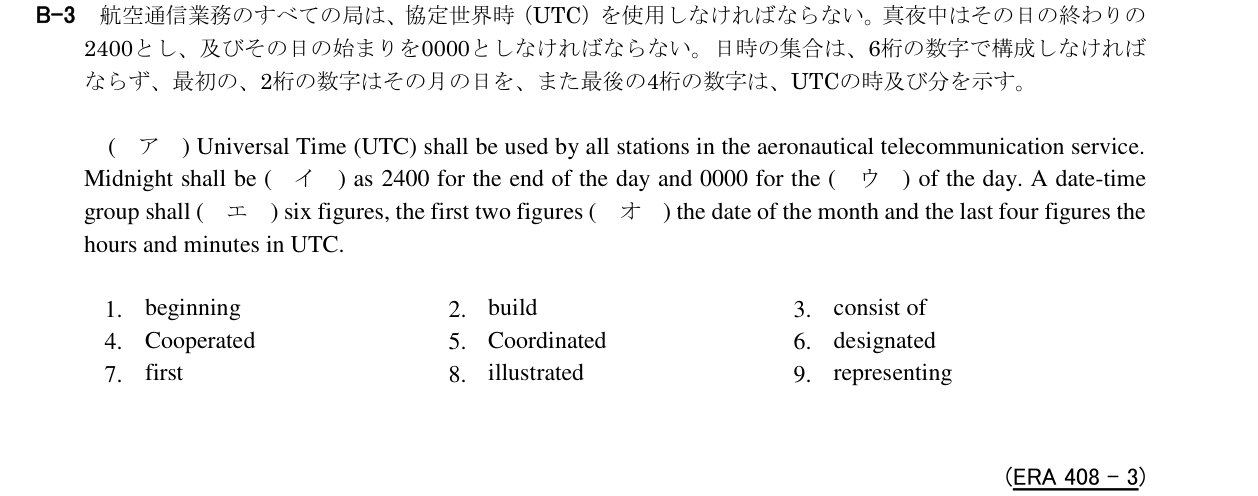 B−3 航空通信業務のすべての局は、協定世界時（UTC）を使用しなければならない。真夜中はその日の終わりの
2400とし、及びその日の始まりを0000としなければならない。日時の集合は、6桁の数字で構成しなければ
ならず、最初の、2桁の数字はその月の日を、また最後の4桁の数字は、UTCの時及び分を示す。
( ア ) Universal Time (UTC) shall be used by all stations in the aeronautical telecommunication service.
Midnight shall be ( イ ) as 2400 for the end of the day and 0000 for the ( ウ ) of the day. A date-time
group shall ( エ ) six figures, the first two figures ( オ ) the date of the month and the last four figures the
hours and minutes in UTC.
1. beginning 2. build 3. consist of
4. Cooperated 5. Coordinated 6. designated
7. first 8. illustrated 9. representing
(ERA 408 − 3)